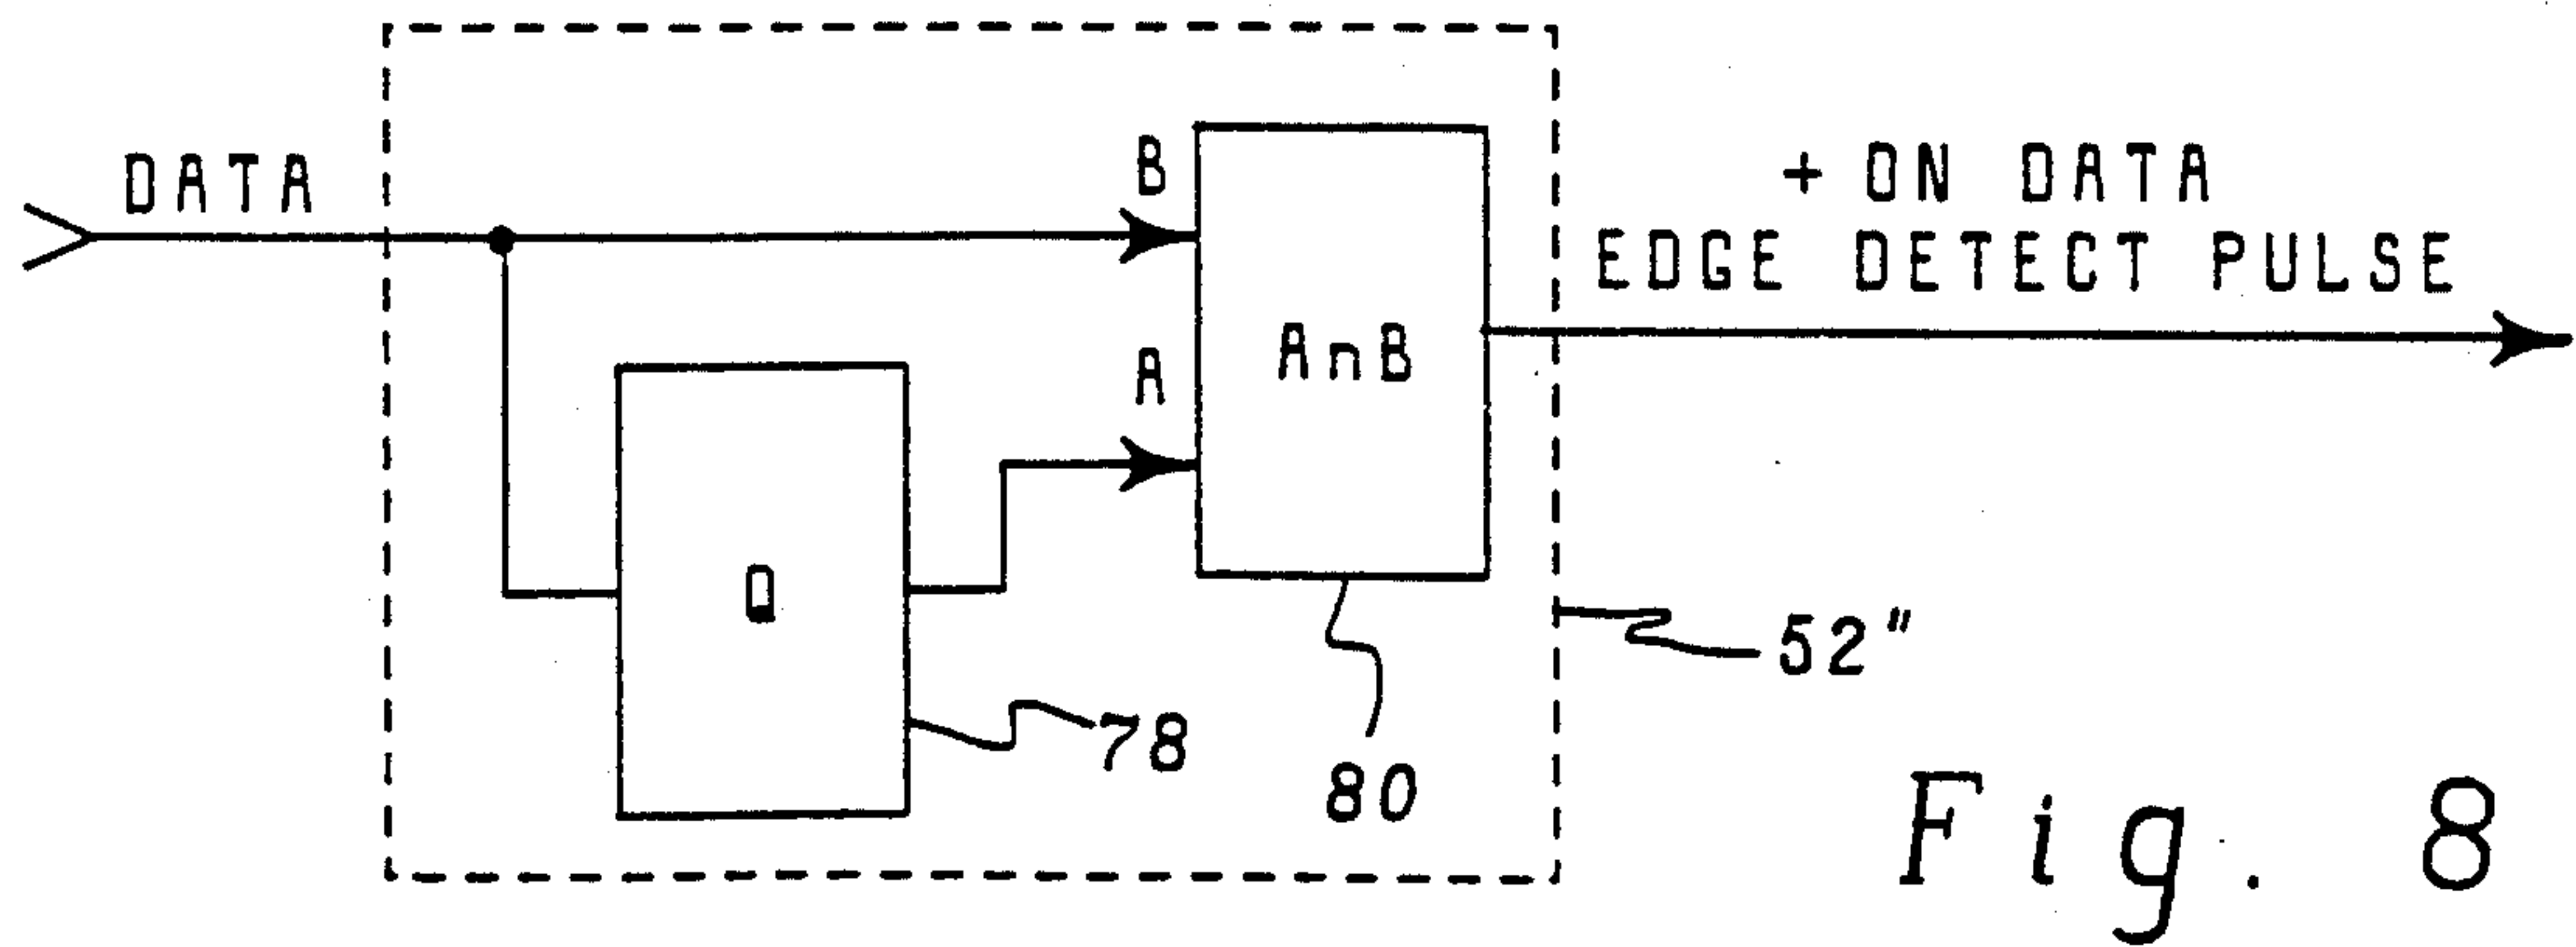 DATA
B
+ ON DATA
EDGE DETECT PULSE
A
AnB
Q
52"
78
80
Fig. 8